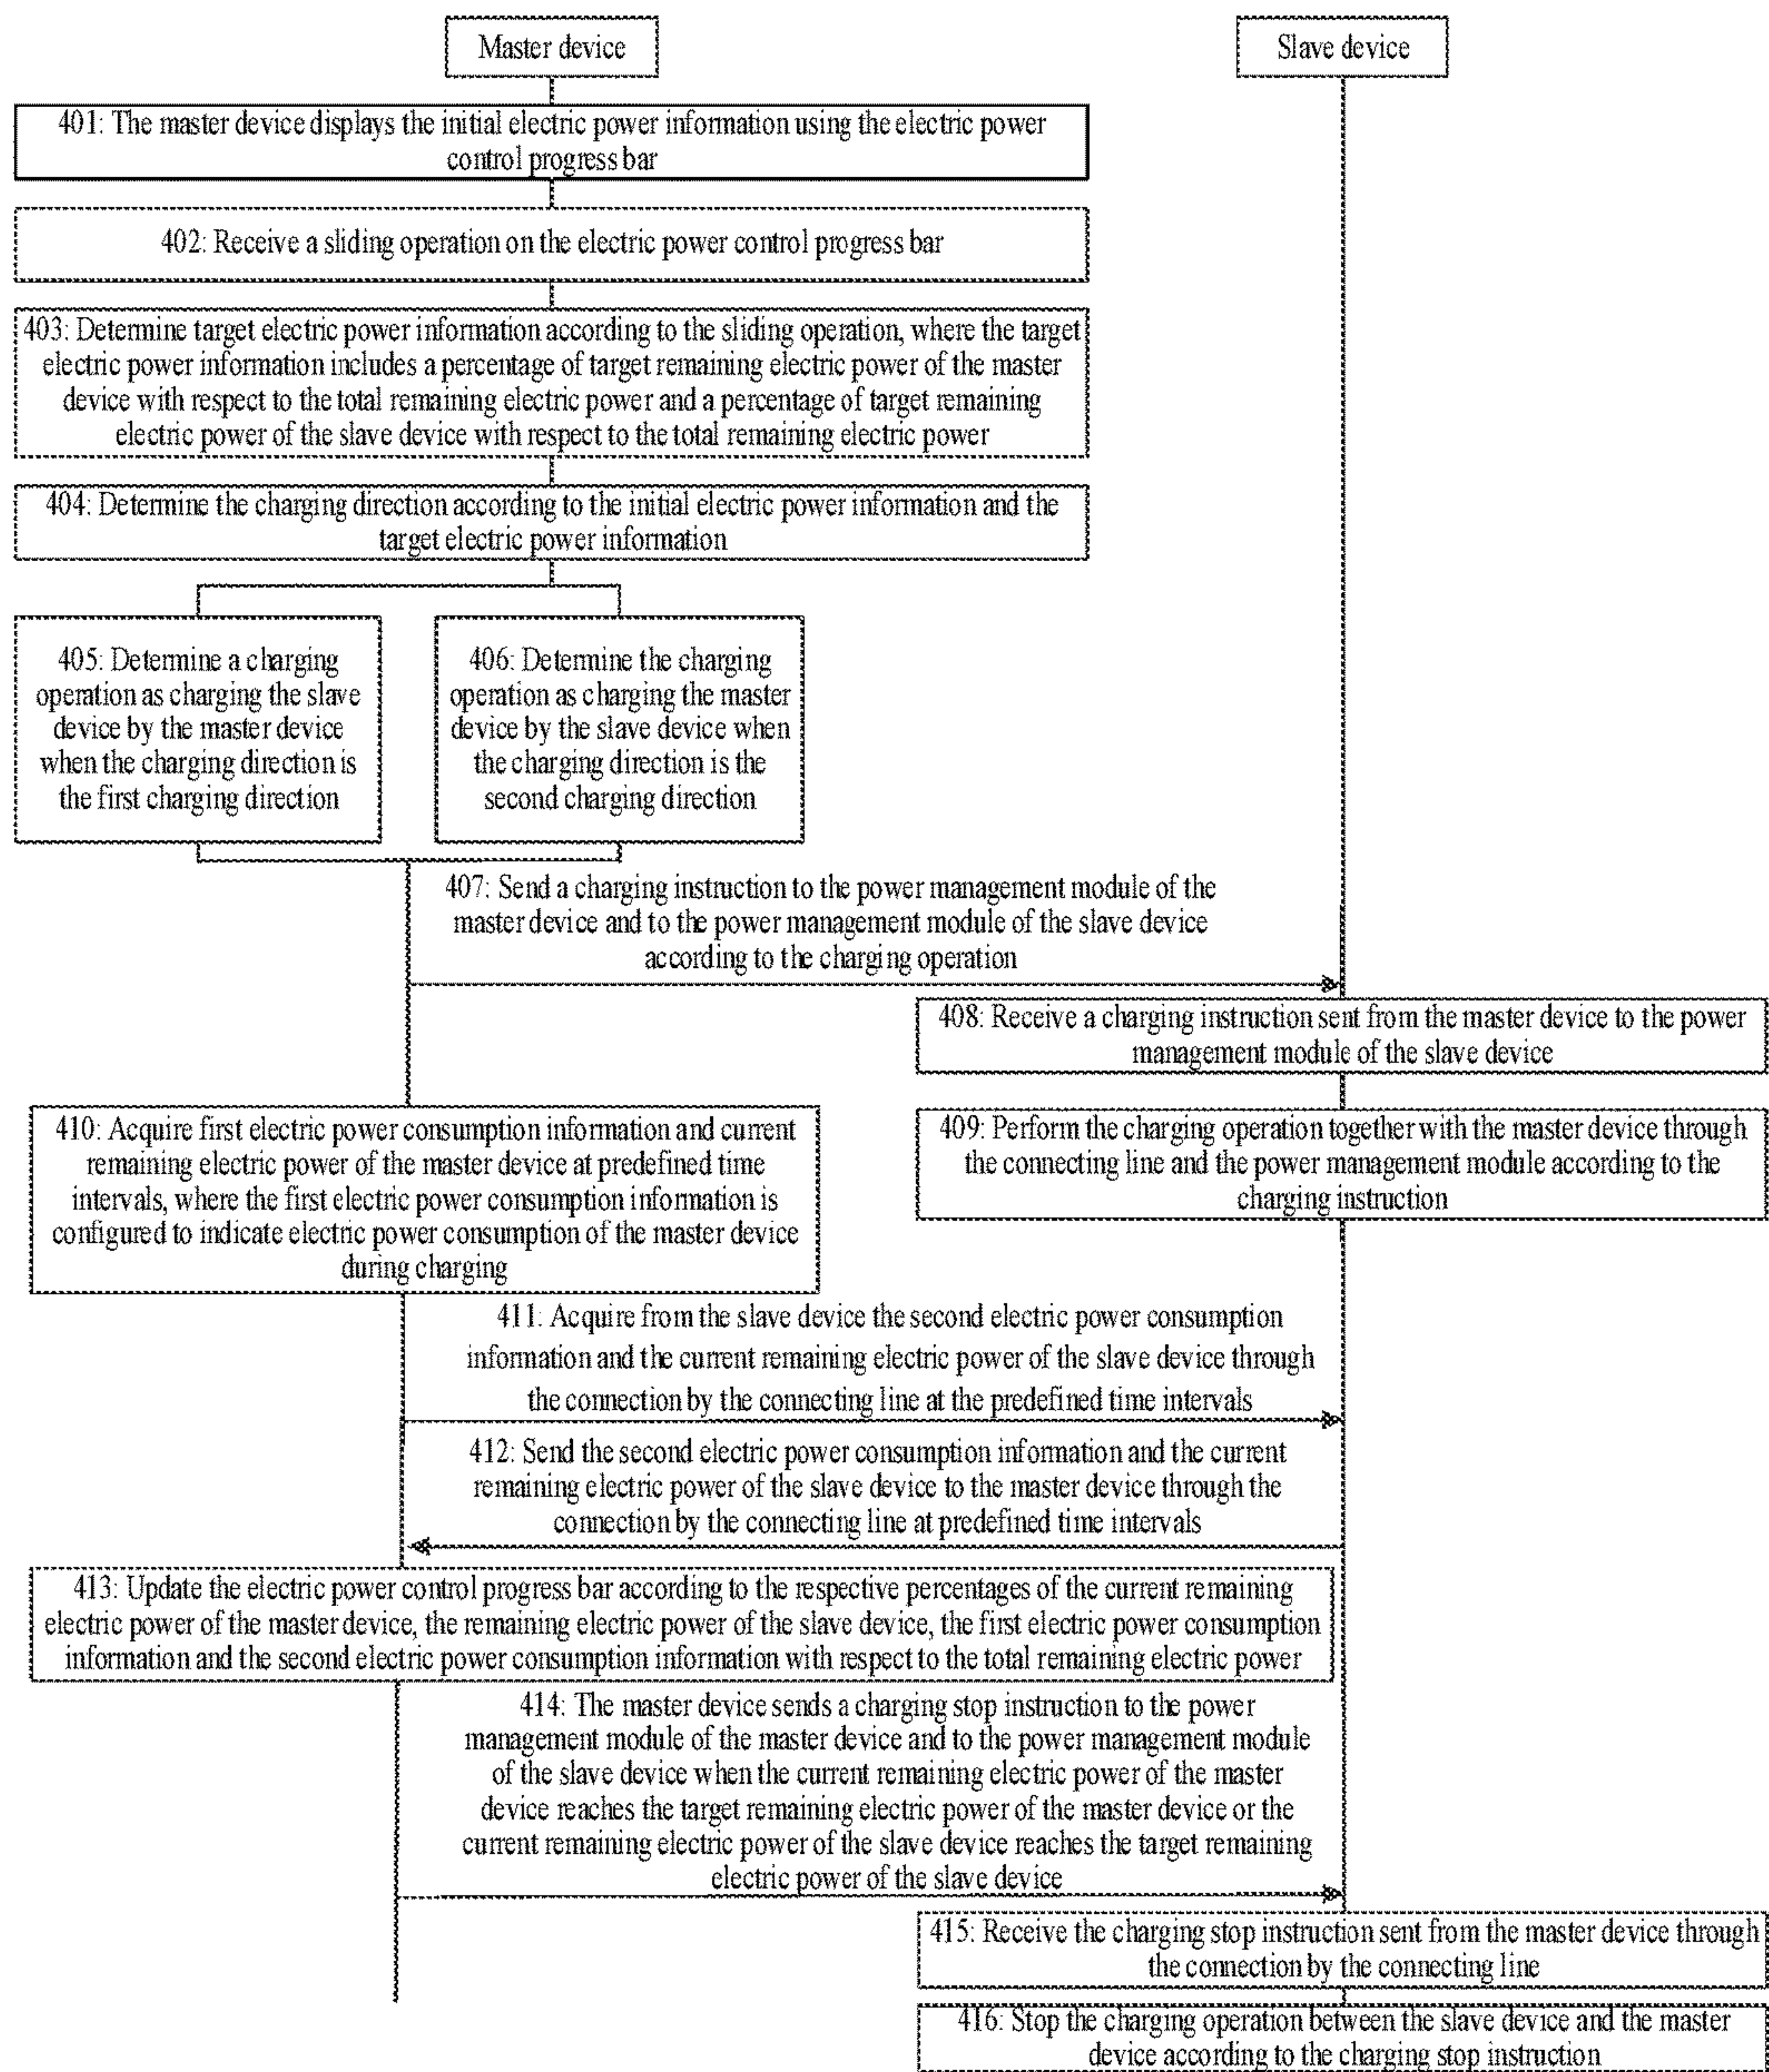 Master device
Slave device
401: The master device displays the initial electric power information using the electric power
control progress bar
402: Receive a sliding operation on the electric power control progress bar
403: Determine target electric power information according to the sliding operation, where the target
electric power information includes a percentage of target remaining electric power of the master
device with respect to the total remaining electric power and a percentage of target remaining
electric power of the slave device with respect to the total remaining electric power
404: Determine the charging direction according to the initial electric power information and the
target electric power information
405: Determine a charging
operation as charging the slave
device by the master device
when the charging direction is
the first charging direction
406: Determine the charging
operation as charging the master
device by the slave device when
the charging direction is the
second charging direction
407: Send a charging instruction to the power management module of the
master device and to the power management module of the slave device
according to the charging operation
408: Receive a charging instruction sent from the master device to the power
management module of the slave device
409: Perform the charging operation together with the master device through
the connecting line and the power management module according to the
charging instruction
410: Acquire first electric power consumption information and current
remaining electric power of the master device at predefined time
intervals, where the first electric power consumption information is
configured to indicate electric power consumption of the master device
during charging
411: Acquire from the slave device the second electric power consumption
information and the current remaining electric power of the slave device through
the connection by the connecting line at the predefined time intervals
412: Send the second electric power consumption information and the current
remaining electric power of the slave device to the master device through the
connection by the connecting line at predefined time intervals
413: Update the electric power control progress bar according to the respective percentages of the current remaining
electric power of the master device, the remaining electric power of the slave device, the first electric power consumption
information and the second electric power consumption information with respect to the total remaining electric power
414: The master device sends a charging stop instruction to the power
management module of the master device and to the power management module
of the slave device when the current remaining electric power of the master
device reaches the target remaining electric power of the master device or the
current remaining electric power of the slave device reaches the target remaining
electric power of the slave device
415: Receive the charging stop instruction sent from the master device through
the connection by the connecting line
416: Stop the charging operation between the slave device and the master
device according to the charging stop instruction